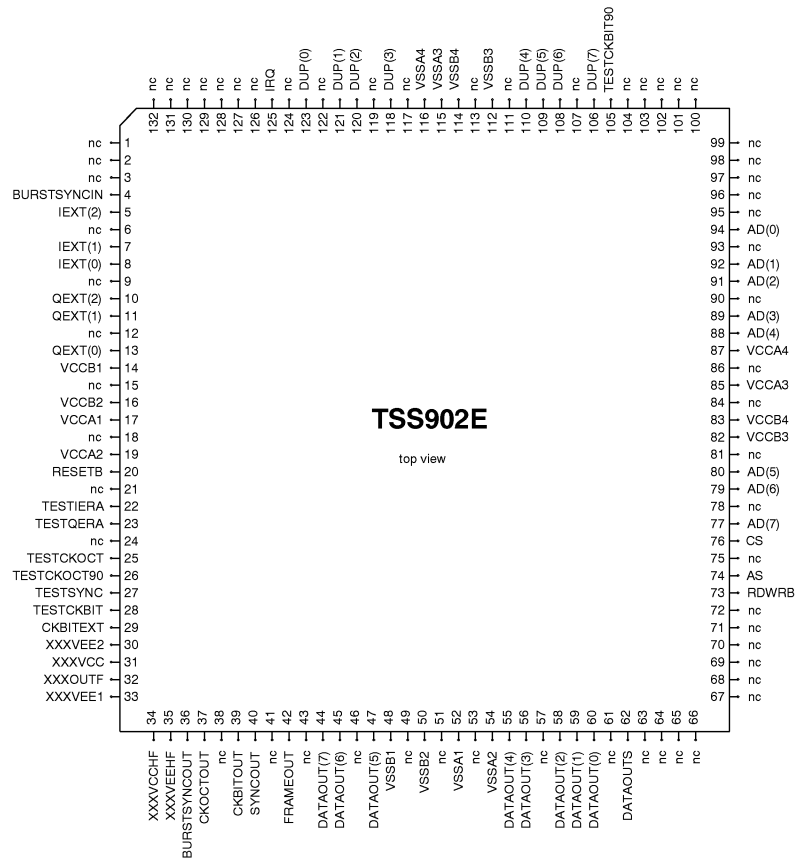 nc nc nc nc nc nc nc IRQ nc DUP(0) nc DUP(1) DUP(2) nc DUP(3) nc VSSA4 VSSA3 VSSB4 nc VSSB3 nc DUP(4) DUP(5) DUP(6) nc DUP(7) TESTCKBIT90 nc nc nc nc nc
132 131 130 129 128 127 126 125 124 123 122 121 120 119 118 117 116 115 114 113 112 111 110 109 108 107 106 105 104 103 102 101 100
nc 1 99 nc
nc 2 98 nc
nc 3 97 nc
BURSTSYNCIN 4 96 nc
IEXT(2) 5 95 nc
nc 6 94 AD(0)
IEXT(1) 7 93 nc
IEXT(0) 8 92 AD(1)
nc 9 91 AD(2)
QEXT(2) 10 90 nc
QEXT(1) 11 89 AD(3)
nc 12 88 AD(4)
QEXT(0) 13 87 VCCA4
VCCB1 14 86 nc
nc 15 85 VCCA3
VCCB2 16 84 nc
VCCA1 17 83 VCCB4
TSS902E
nc 18 82 VCCB3
VCCA2 19 81 nc
top view
RESETB 20 80 AD(5)
nc 21 79 AD(6)
TESTIERA 22 78 nc
TESTQERA 23 77 AD(7)
nc 24 76 CS
TESTCKOCT 25 75 nc
TESTCKOCT90 26 74 AS
TESTSYNC 27 73 RDWRB
TESTCKBIT 28 72 nc
CKBITEXT 29 71 nc
XXXVEE2 30 70 nc
XXXVCC 31 69 nc
XXXOUTF 32 68 nc
XXXVEE1 33 67 nc
34 35 36 37 38 39 40 41 42 43 44 45 46 47 48 49 50 51 52 53 54 55 56 57 58 59 60 61 62 63 64 65 66
XXXVCCHF XXXVEEHF BURSTSYNCOUT CKOCTOUT nc CKBITOUT SYNCOUT nc FRAMEOUT nc DATAOUT(7) DATAOUT(6) nc DATAOUT(5) VSSB1 nc VSSB2 nc VSSA1 nc VSSA2 DATAOUT(4) DATAOUT(3) nc DATAOUT(2) DATAOUT(1) DATAOUT(0) nc DATAOUTS nc nc nc nc